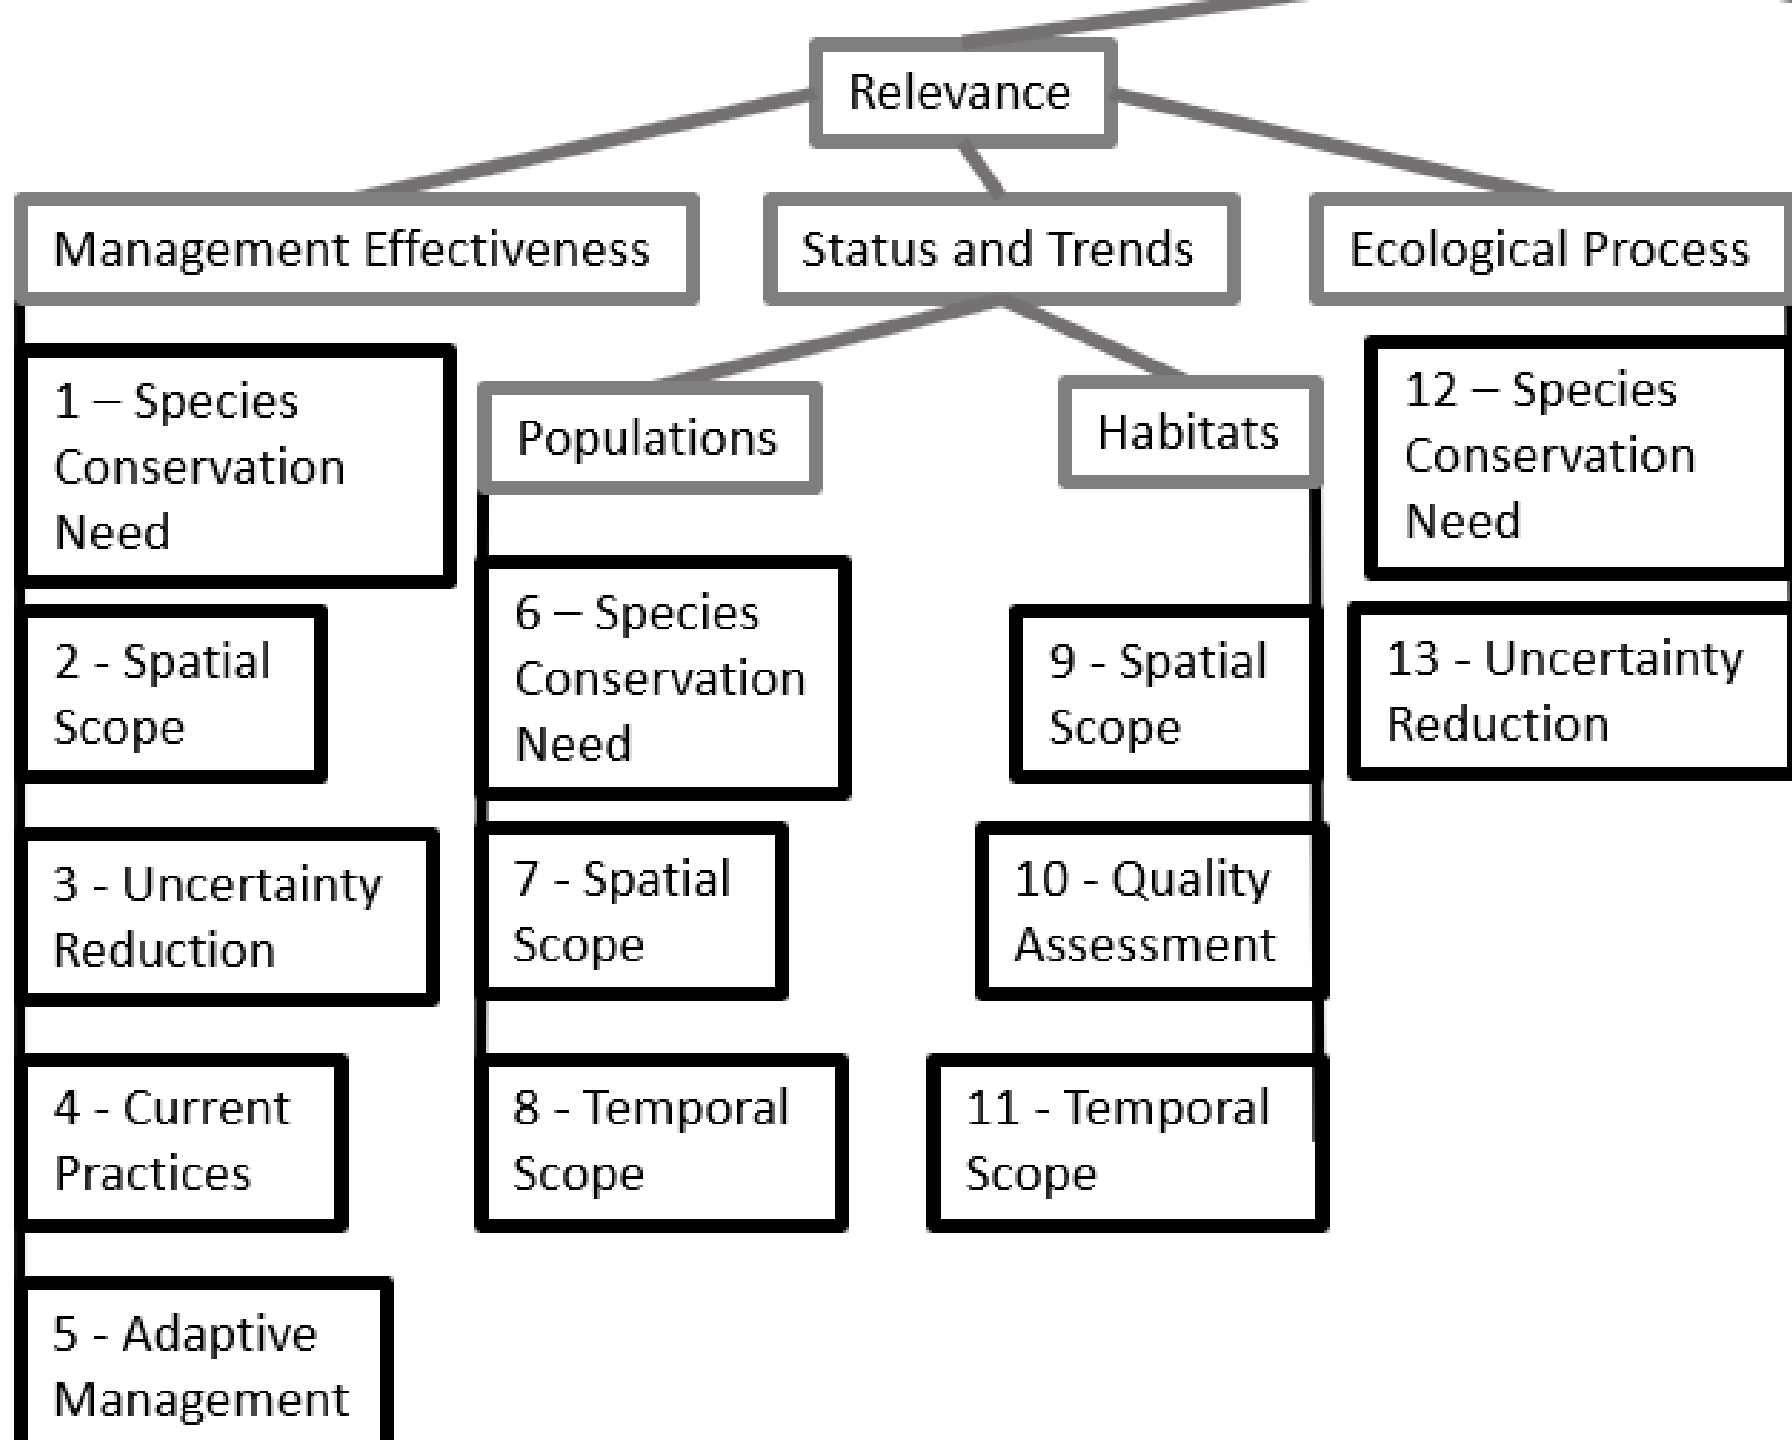 Relevance
Management Effectiveness
Status and Trends
Ecological Process
1 – Species
Conservation
Need
2 - Spatial
Scope
3 - Uncertainty
Reduction
4 - Current
Practices
5 - Adaptive
Management
Populations
6 – Species
Conservation
Need
7 - Spatial
Scope
8 - Temporal
Scope
Habitats
9 - Spatial
Scope
10 - Quality
Assessment
11 - Temporal
Scope
12 – Species
Conservation
Need
13 - Uncertainty
Reduction